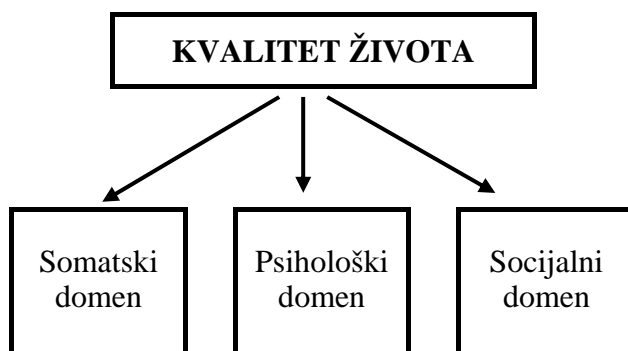 KVALITET ŽIVOTA
Somatski
domen
Psihološki
domen
Socijalni
domen